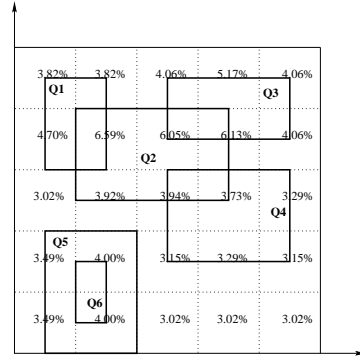 3.82% 3.82% 4.06% 5.17% 4.06%
Q1 Q3
4.70% 6.59% 6.05% 6.13% 4.06%
Q2
3.02% 3.92% 3.94% 3.73% 3.29%
Q4
Q5
3.49% 4.00% 3.15% 3.29% 3.15%
Q6
3.49% 4.00% 3.02% 3.02% 3.02%